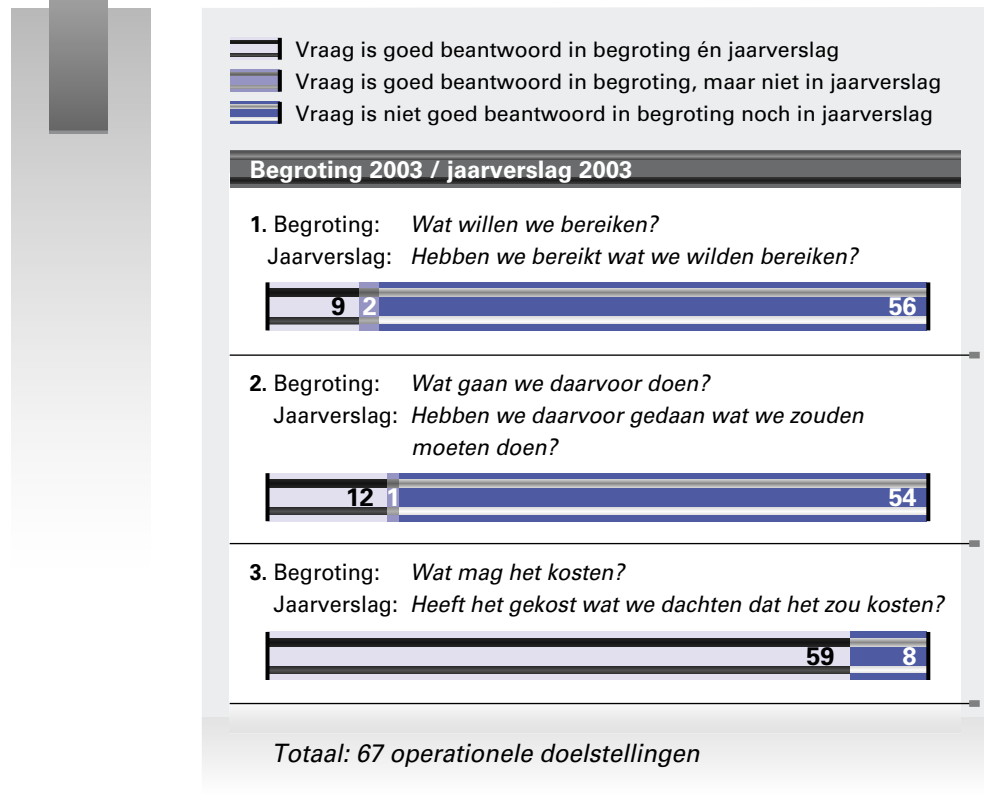 Vraag is goed beantwoord in begroting én jaarverslag
Vraag is goed beantwoord in begroting, maar niet in jaarverslag
Vraag is niet goed beantwoord in begroting noch in jaarverslag
Begroting 2003 / jaarverslag 2003
1. Begroting: Wat willen we bereiken?
Jaarverslag: Hebben we bereikt wat we wilden bereiken?
9 2 56
2. Begroting: Wat gaan we daarvoor doen?
Jaarverslag: Hebben we daarvoor gedaan wat we zouden
moeten doen?
12 1 54
3. Begroting: Wat mag het kosten?
Jaarverslag: Heeft het gekost wat we dachten dat het zou kosten?
59 8
Totaal: 67 operationele doelstellingen